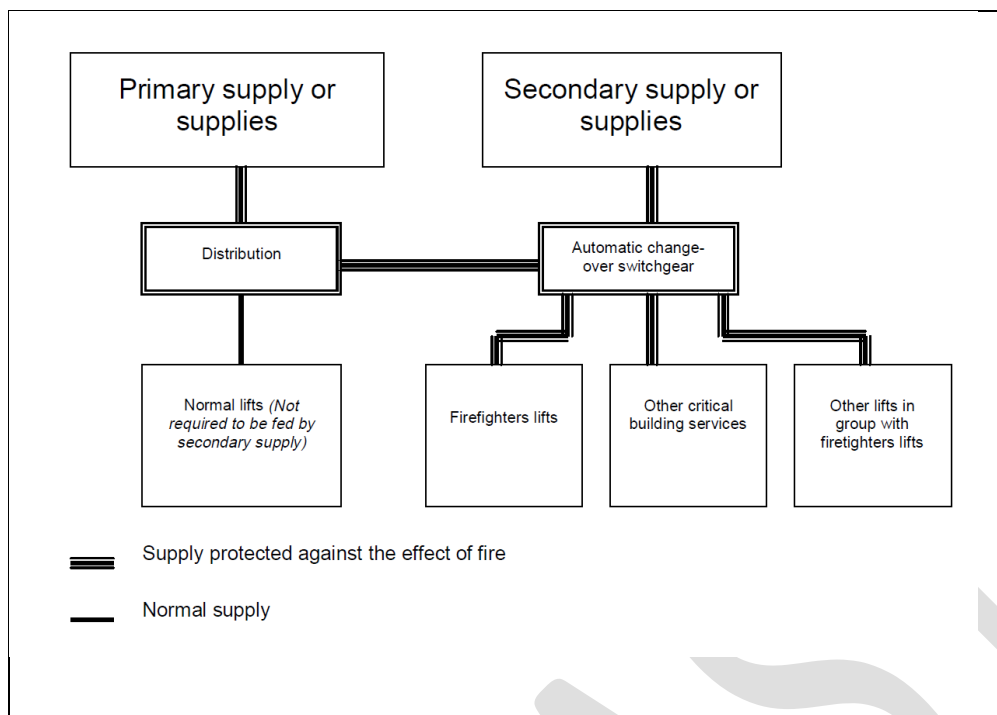 Primary supply or
supplies
Secondary supply or
supplies
Distribution
Automatic change-
over switchgear
Normal lifts (Not
required to be fed by
secondary supply)
Firefighters lifts
Other critical
building services
Other lifts in
group with
firetighters lifts
Supply protected against the effect of fire
Normal supply